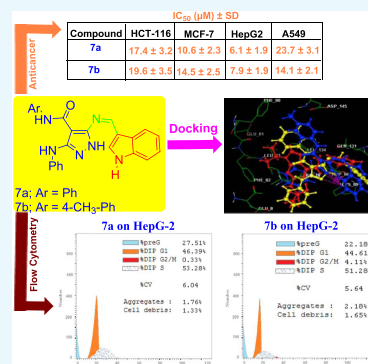 IC50 (μM) ± SD
Compound HCT-116 MCF-7 HepG2 A549
7a 17.4 ± 3.2 10.6 ± 2.3 6.1 ± 1.9 23.7 ± 3.1
7b 19.6 ± 3.5 14.5 ± 2.5 7.9 ± 1.9 14.1 ± 2.1
Anticancer
Ar. O
HN N
HN N NH
Ph N
H
Docking
7a; Ar = Ph
7b; Ar = 4-CH3-Ph
ASP_145
GLU_81
PHE_82
Flow Cytometry
7a on HepG-2
%preG 27.51%
%DIP G1 46.39%
%DIP G2/M 0.33%
%DIP S 53.28%
%CV 6.04
Aggregates : 1.76%
Cell debris: 1.33%
7b on HepG-2
%preG 22.18
%DIP G1 44.61
%DIP G2/M 4.11%
%DIP S 51.28
%CV 5.64
Aggregates : 2.18%
Cell debris: 1.65%